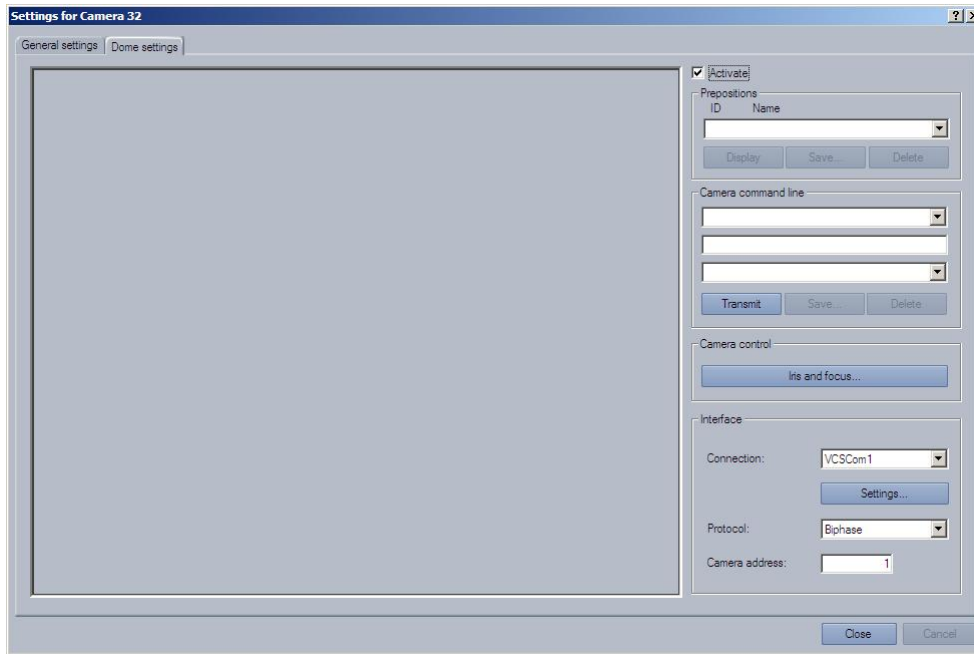 Settings for Camera 32
General settings
Dome settings
Activate
Prepositions
ID Name
Display Save... Delete
Camera command line
Transmit Save... Delete
Camera control
Iris and focus...
Interface
Connection: VCSCom1
Settings...
Protocol: Biphase
Camera address: 1
Close Cancel